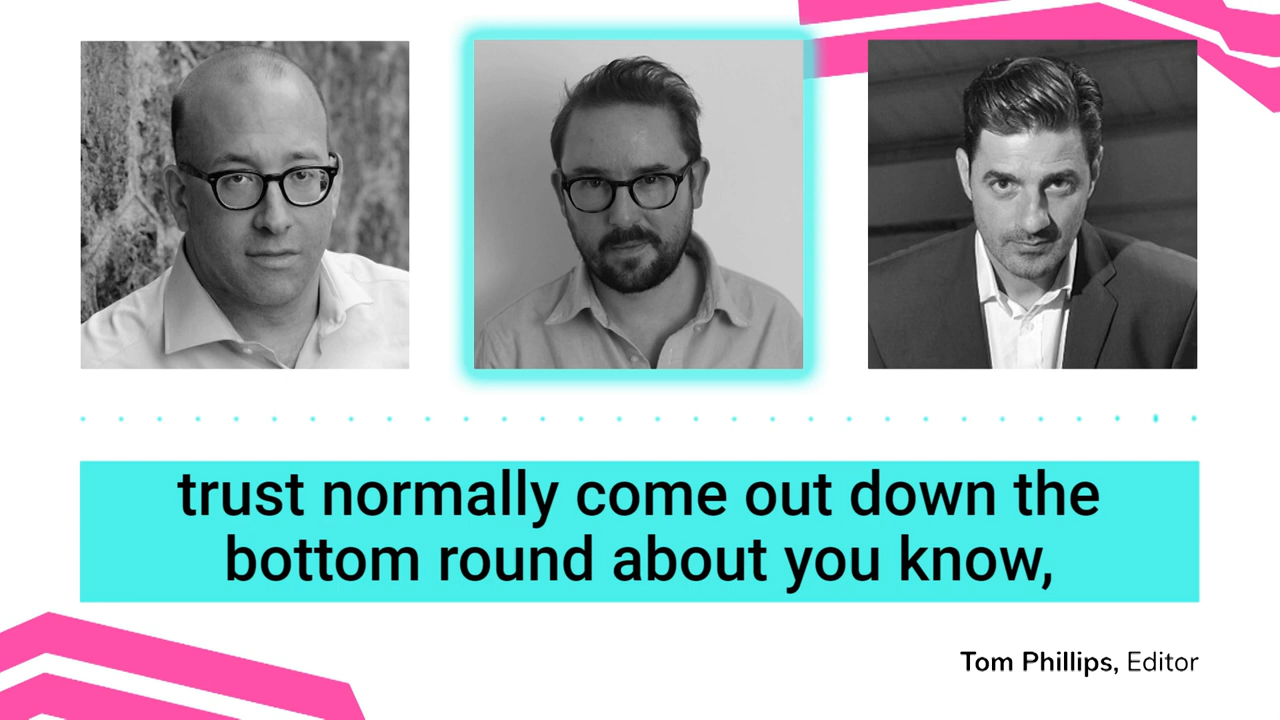 trust normally come out down the
bottom round about you know,
Tom Phillips, Editor